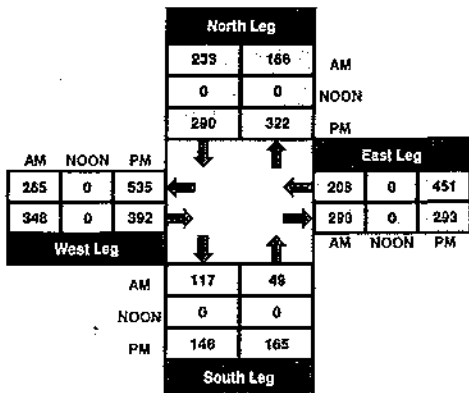 North Leg
233 166 AM
0 0 NOON
290 322 PM
AM NOON PM
265 0 535
348 0 392
West Leg
East Leg
208 0 451
290 0 293
AM NOON PM
AM 117 49
NOON 0 0
PM 148 165
South Leg